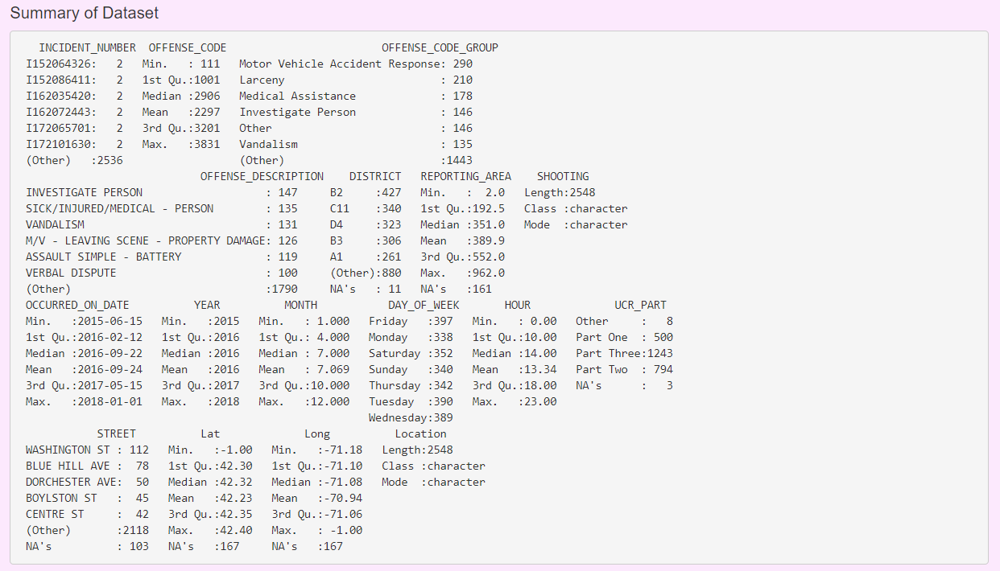 Summary of Dataset
  INCIDENT_NUMBER  OFFENSE_CODE                        OFFENSE_CODE_GROUP
I152064326:   2   Min.   : 111   Motor Vehicle Accident Response: 290
I152086411:   2   1st Qu.:1001   Larceny                        : 210
I162035420:   2   Median :2906   Medical Assistance             : 178
I162072443:   2   Mean   :2297   Investigate Person             : 146
I172065701:   2   3rd Qu.:3201   Other                          : 146
I172101630:   2   Max.   :3831   Vandalism                      : 135
(Other)   :2536                  (Other)                        :1443
                           OFFENSE_DESCRIPTION    DISTRICT   REPORTING_AREA    SHOOTING
INVESTIGATE PERSON                   : 147     B2     :427   Min.   :  2.0   Length:2548
SICK/INJURED/MEDICAL - PERSON        : 135     C11    :340   1st Qu.:192.5   Class :character
VANDALISM                            : 131     D4     :323   Median :351.0   Mode  :character
M/V - LEAVING SCENE - PROPERTY DAMAGE: 126     B3     :306   Mean   :389.9
ASSAULT SIMPLE - BATTERY             : 119     A1     :261   3rd Qu.:552.0
VERBAL DISPUTE                       : 100     (Other):880   Max.   :962.0
(Other)                              :1790     NA's   : 11   NA's   :161
OCCURRED_ON_DATE          YEAR          MONTH           DAY_OF_WEEK       HOUR             UCR_PART
Min.   :2015-06-15   Min.   :2015   Min.   : 1.000   Friday   :397   Min.   : 0.00   Other     :   8
1st Qu.:2016-02-12   1st Qu.:2016   1st Qu.: 4.000   Monday   :338   1st Qu.:10.00   Part One  : 500
Median :2016-09-22   Median :2016   Median : 7.000   Saturday :352   Median :14.00   Part Three:1243
Mean   :2016-09-24   Mean   :2016   Mean   : 7.069   Sunday   :340   Mean   :13.34   Part Two  : 794
3rd Qu.:2017-05-15   3rd Qu.:2017   3rd Qu.:10.000   Thursday :342   3rd Qu.:18.00   NA's      :   3
Max.   :2018-01-01   Max.   :2018   Max.   :12.000   Tuesday  :390   Max.   :23.00
                                                     Wednesday:389
           STREET          Lat             Long          Location
WASHINGTON ST : 112   Min.   :-1.00   Min.   :-71.18   Length:2548
BLUE HILL AVE :  78   1st Qu.:42.30   1st Qu.:-71.10   Class :character
DORCHESTER AVE:  50   Median :42.32   Median :-71.08   Mode  :character
BOYLSTON ST   :  45   Mean   :42.23   Mean   :-70.94
CENTRE ST     :  42   3rd Qu.:42.35   3rd Qu.:-71.06
(Other)       :2118   Max.   :42.40   Max.   : -1.00
NA's          : 103   NA's   :167     NA's   :167